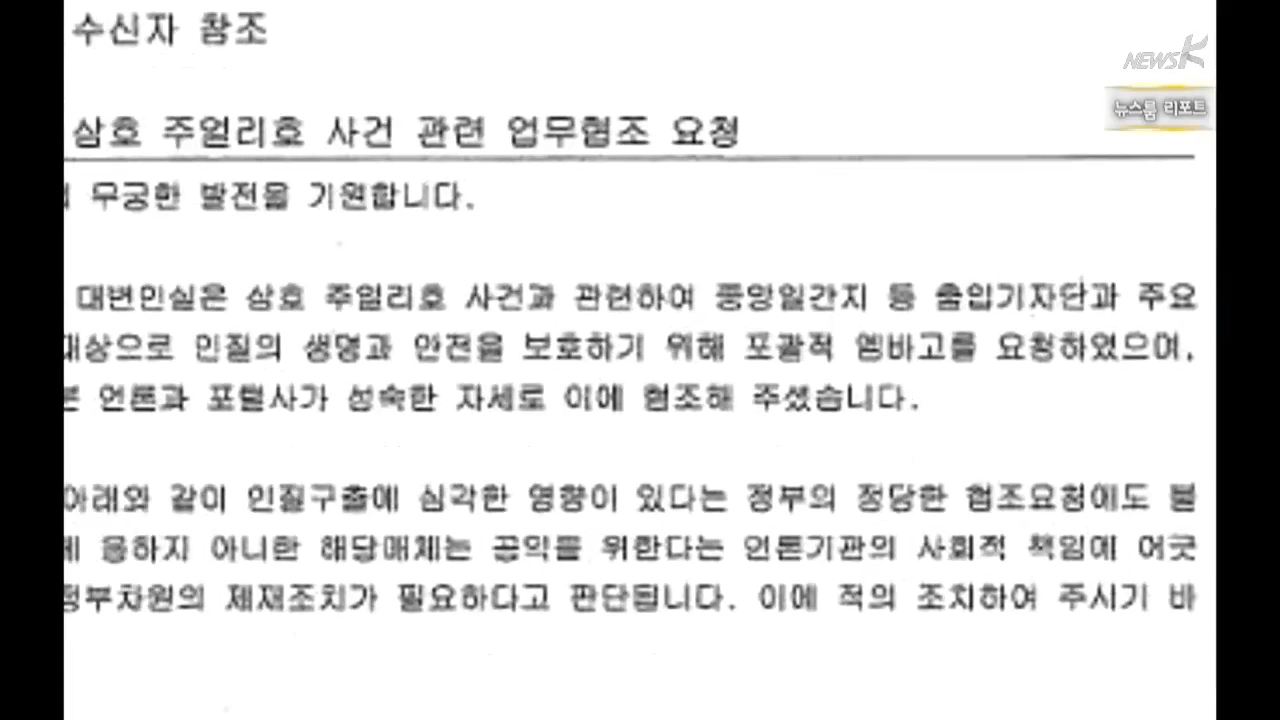 수신자 참조
NEWS K
뉴스룸 리포트
삼호 주얼리호 사건 관련 업무협조 요청
무궁한 발전을 기원합니다.
대변인실은 삼호 주얼리호 사건과 관련하여 중앙일간지 등 출입기자단과 주요
대상으로 인질의 생명과 안전을 보호하기 위해 포괄적 엠바고를 요청하였으며,
언론과 포털사가 성숙한 자세로 이에 협조해 주셨습니다.
아래와 같이 인질구출에 심각한 영향이 있다는 정부의 정당한 협조요청에도 불
응하지 아니한 해당매체는 공익을 위한다는 언론기관의 사회적 책임에 어긋
정부차원의 제재조치가 필요하다고 판단됩니다. 이에 적의 조치하여 주시기 바